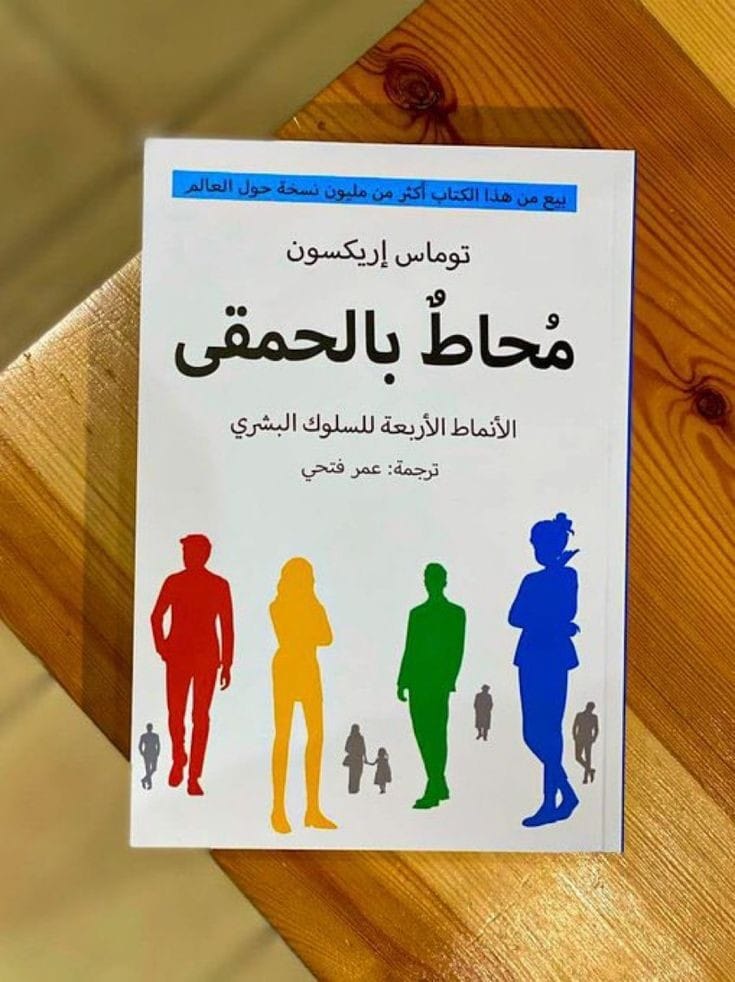 بيع من هذا الكتاب أكثر من مليون نسخة حول العالم
توماس إريكسون
مُحاطٌ بالحمقى
الأنماط الأربعة للسلوك البشري
ترجمة: عمر فتحي